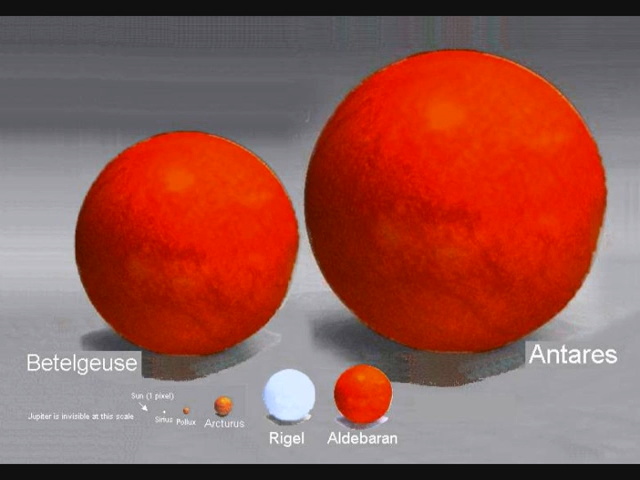 Betelgeuse
Antares
Sun (1 pixel)
Jupiter is invisible at this scale
Sirius
Pollux
Arcturus
Rigel
Aldebaran